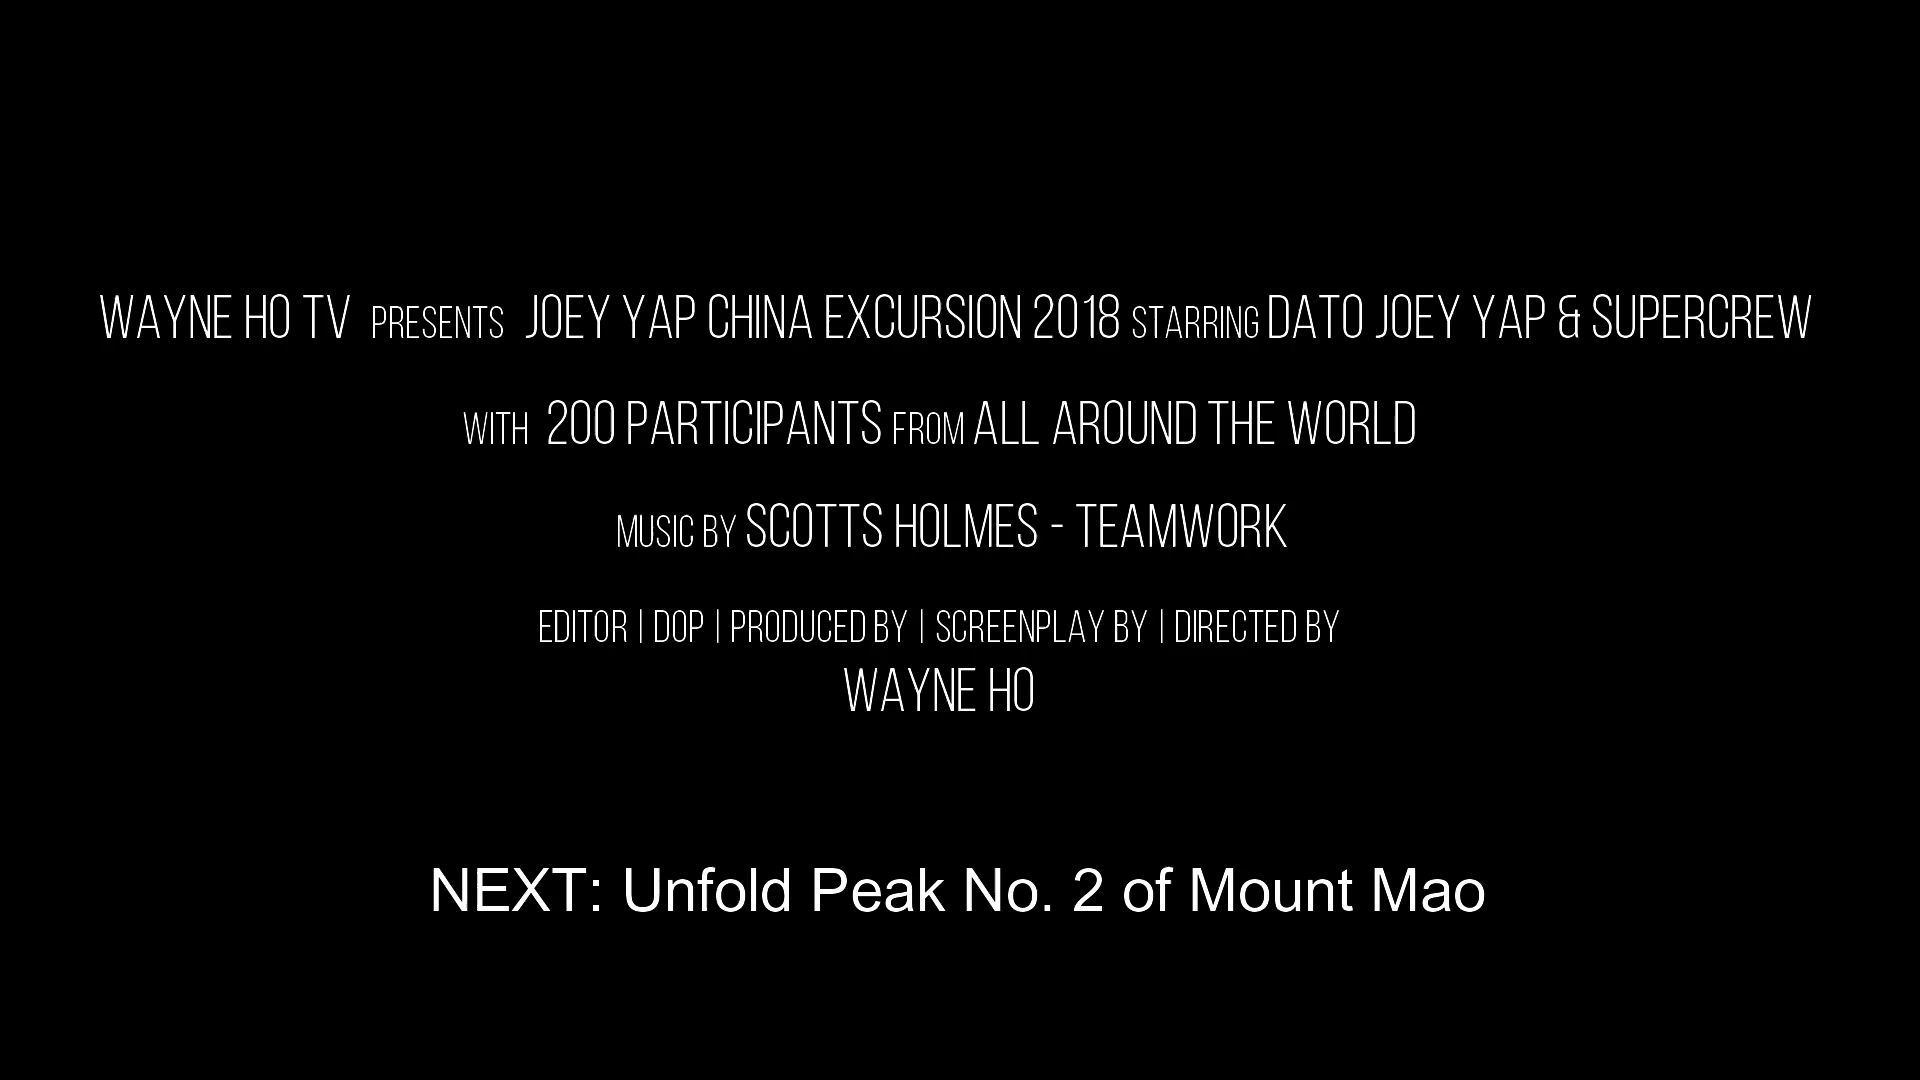 WAYNE HO TV PRESENTS JOEY YAP CHINA EXCURSION 2018 STARRING DATO JOEY YAP & SUPERCREW
WITH 200 PARTICIPANTS FROM ALL AROUND THE WORLD
MUSIC BY SCOTTS HOLMES - TEAMWORK
EDITOR | DOP | PRODUCED BY | SCREENPLAY BY | DIRECTED BY
WAYNE HO
NEXT: Unfold Peak No. 2 of Mount Mao